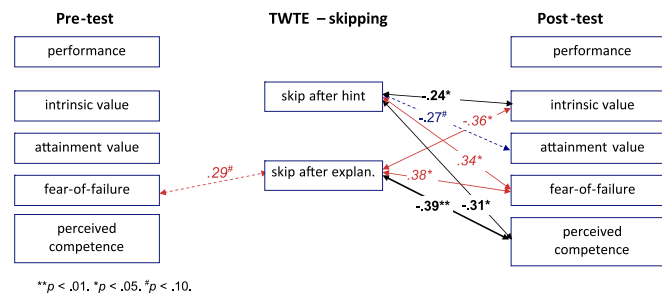 Pre-test TWTE – skipping Post-test
performance performance
skip after hint
-.24*
intrinsic value intrinsic value
-.27#
-.36*
attainment value attainment value
.34*
.29# skip after explan. .38*
fear-of-failure fear-of-failure
-.39** -.31*
perceived perceived
competence competence
**p < .01. *p < .05. #p < .10.